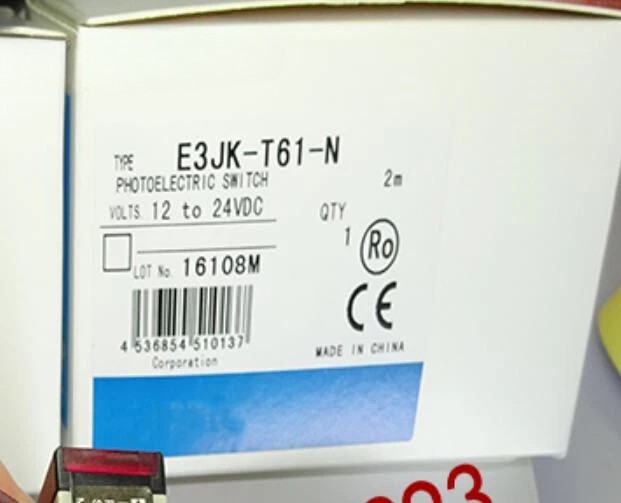 TYPE E3JK-T61-N
PHOTOELECTRIC SWITCH 2m
VOLTS 12 to 24VDC
QTY
1
Ro
LOT No. 16108M
CE
4 536854 510137
MADE IN CHINA
Corporation